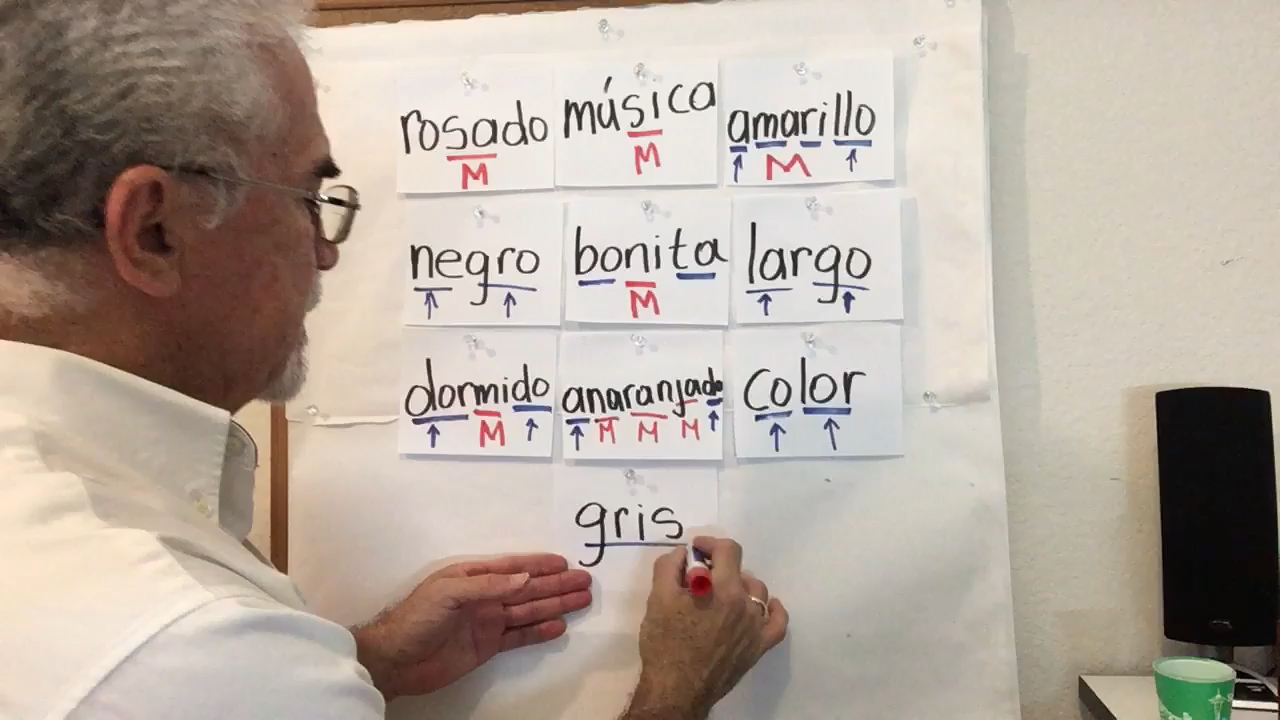 rosado música amarillo
M M M
negro bonita largo
M
dormido anaranjado color
M M M M
gris